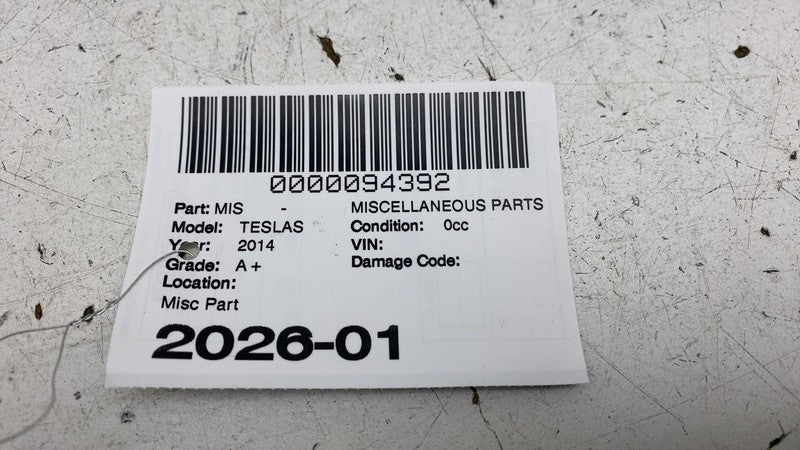 0000094392
Part: MIS - MISCELLANEOUS PARTS
Model: TESLAS Condition: 0cc
Year: 2014 VIN:
Grade: A+ Damage Code:
Location:
Misc Part
2026-01